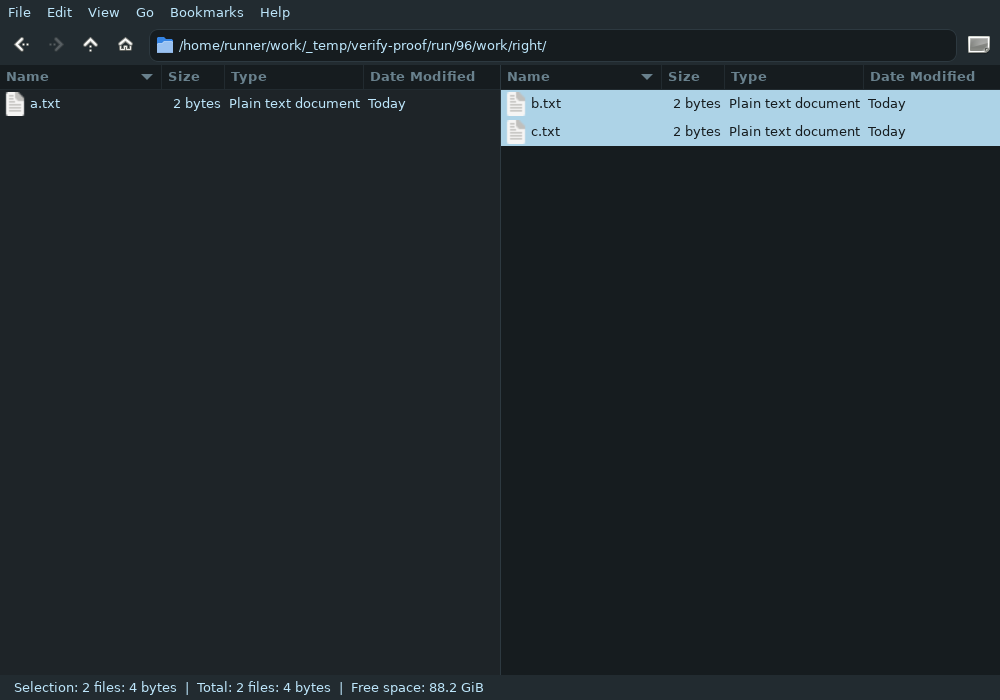 File Edit View Go Bookmarks Help
/home/runner/work/_temp/verify-proof/run/96/work/right/
Name Size Type Date Modified Name Size Type Date Modified
a.txt 2 bytes Plain text document Today b.txt 2 bytes Plain text document Today
c.txt 2 bytes Plain text document Today
Selection: 2 files: 4 bytes | Total: 2 files: 4 bytes | Free space: 88.2 GiB